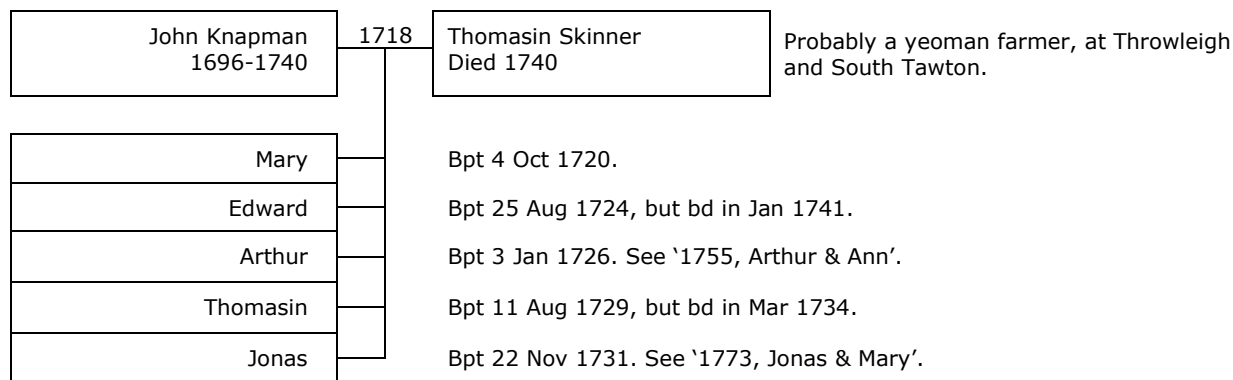 John Knapman
1696-1740
1718
Thomasin Skinner
Died 1740
Probably a yeoman farmer, at Throwleigh
and South Tawton.
Mary
Bpt 4 Oct 1720.
Edward
Bpt 25 Aug 1724, but bd in Jan 1741.
Arthur
Bpt 3 Jan 1726. See ‘1755, Arthur & Ann’.
Thomasin
Bpt 11 Aug 1729, but bd in Mar 1734.
Jonas
Bpt 22 Nov 1731. See ‘1773, Jonas & Mary’.